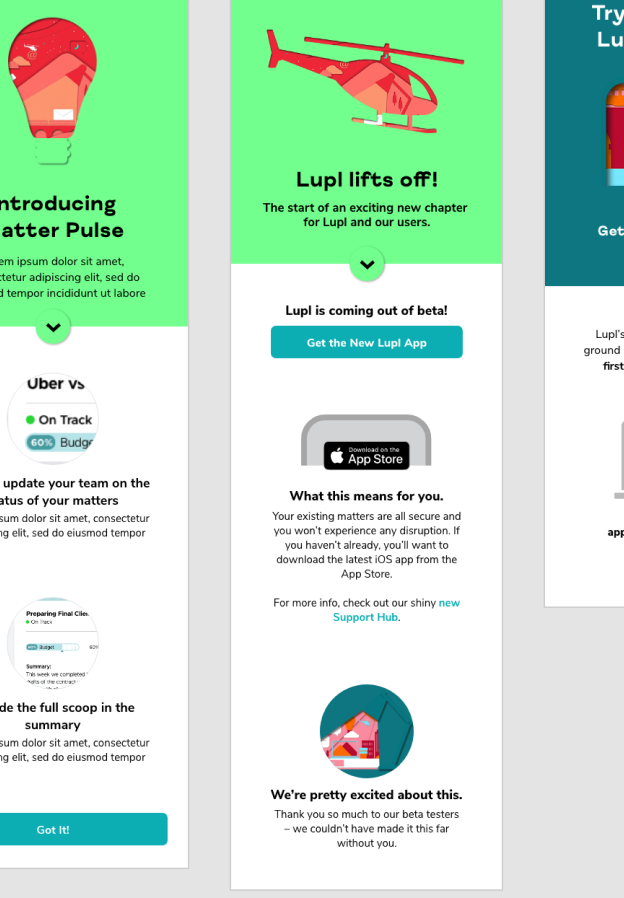 ntroducing
atter Pulse
em ipsum dolor sit amet,
tetur adipiscing elit, sed do
d tempor incididunt ut labore
Uber vs
On Track
60% Budge
update your team on the
atus of your matters
sum dolor sit amet, consectetur
ng elit, sed do eiusmod tempor
Preparing Final Clien
On Track
60% Budget
60%
Summary:
This week we completed
drafts of the contract
de the full scoop in the
summary
sum dolor sit amet, consectetur
ng elit, sed do eiusmod tempor
Got It!
Lupl lifts off!
The start of an exciting new chapter
for Lupl and our users.
Lupl is coming out of beta!
Get the New Lupl App
Download on the
App Store
What this means for you.
Your existing matters are all secure and
you won't experience any disruption. If
you haven't already, you'll want to
download the latest iOS app from the
App Store.
For more info, check out our shiny new
Support Hub.
We're pretty excited about this.
Thank you so much to our beta testers
– we couldn't have made it this far
without you.
Try
Lu
Get
Lupl's
ground
first
app